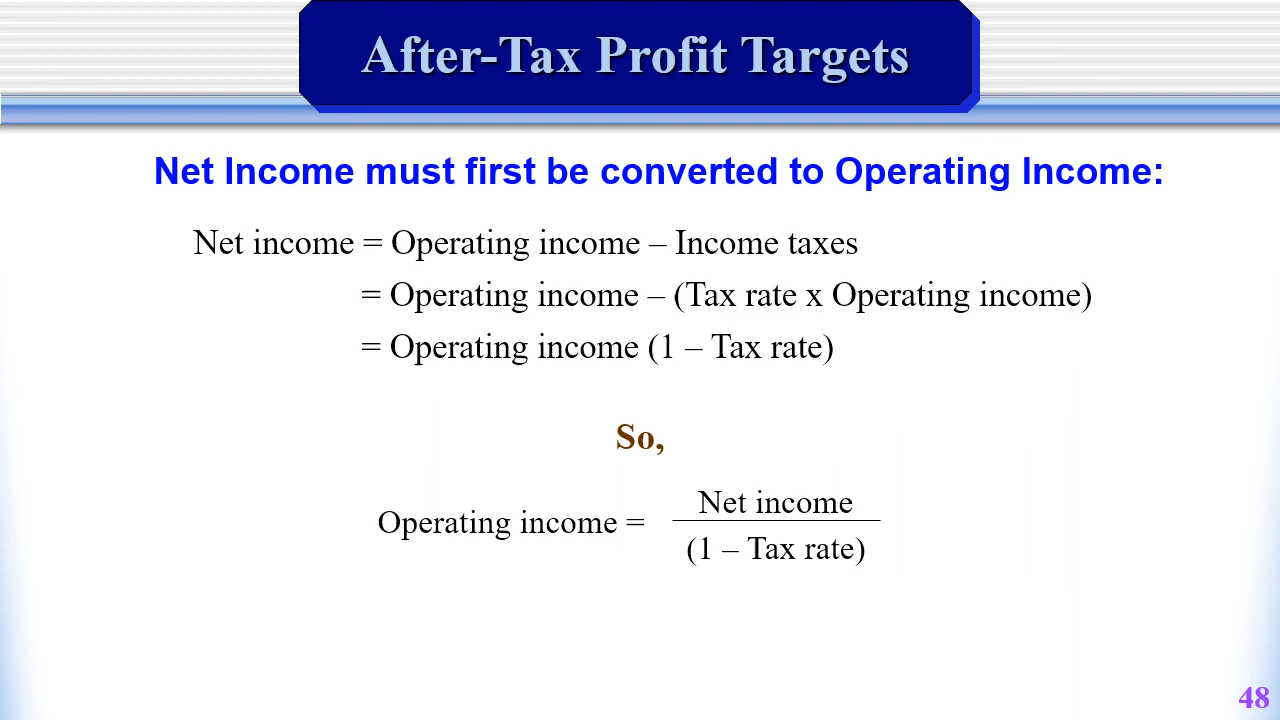 After-Tax Profit Targets
Net Income must first be converted to Operating Income:
Net income = Operating income – Income taxes
= Operating income – (Tax rate x Operating income)
= Operating income (1 – Tax rate)
So,
Operating income =
Net income
(1 – Tax rate)
48